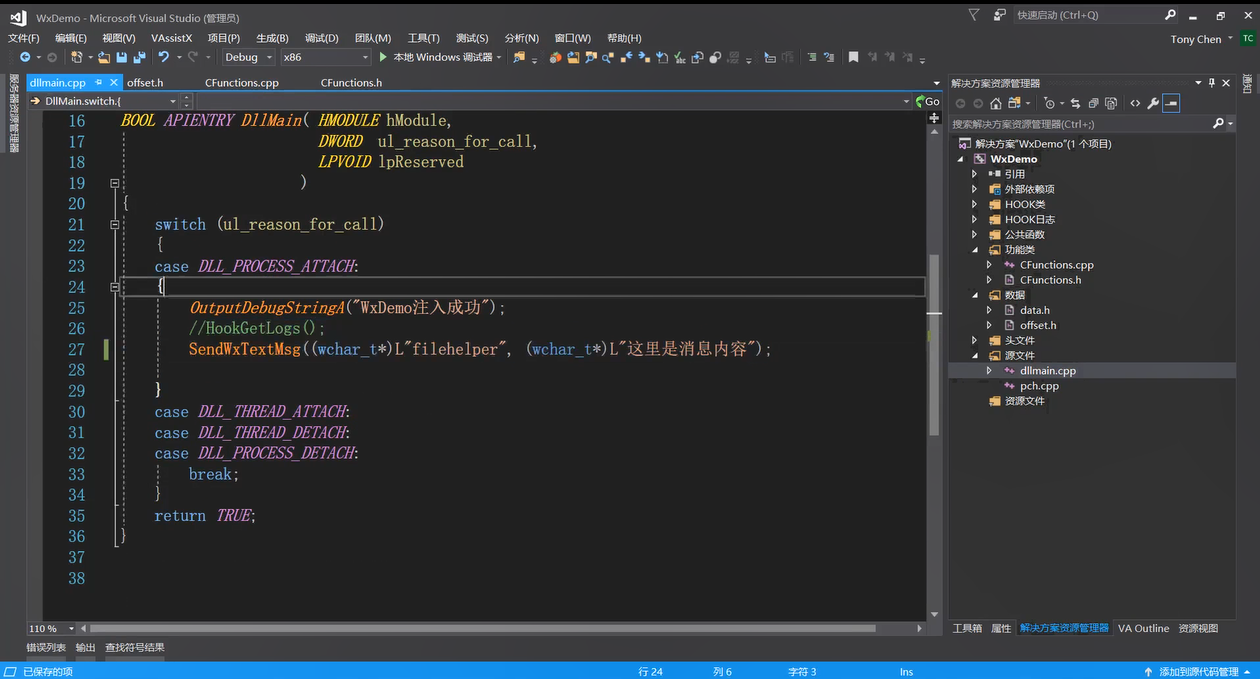 WxDemo - Microsoft Visual Studio (管理员)
快速启动 (Ctrl+Q)
文件(F) 编辑(E) 视图(V) VAssistX 项目(P) 生成(B) 调试(D) 团队(M) 工具(T) 测试(S) 分析(N) 窗口(W) 帮助(H)
Tony Chen TC
Debug x86 本地 Windows 调试器
服务器资源管理器
dllmain.cpp offset.h CFunctions.cpp CFunctions.h
DllMain.switch.{ Go
16 BOOL APIENTRY DllMain( HMODULE hModule,
17 DWORD ul_reason_for_call,
18 LPVOID lpReserved
19 )
20 {
21 switch (ul_reason_for_call)
22 {
23 case DLL_PROCESS_ATTACH:
24 {
25 OutputDebugStringA("WxDemo注入成功");
26 //HookGetLogs();
27 SendWxTextMsg((wchar_t*)L"filehelper", (wchar_t*)L"这里是消息内容");
28
29 }
30 case DLL_THREAD_ATTACH:
31 case DLL_THREAD_DETACH:
32 case DLL_PROCESS_DETACH:
33 break;
34 }
35 return TRUE;
36 }
37
38
110 %
解决方案资源管理器
搜索解决方案资源管理器(Ctrl+;)
解决方案"WxDemo"(1 个项目)
WxDemo
引用
外部依赖项
HOOK类
HOOK日志
公共函数
功能类
CFunctions.cpp
CFunctions.h
数据
data.h
offset.h
头文件
源文件
dllmain.cpp
pch.cpp
资源文件
工具箱 属性 解决方案资源管理器 VA Outline 资源视图
通知
错误列表 输出 查找符号结果
已保存的项 行 24 列 6 字符 3 Ins 添加到源代码管理